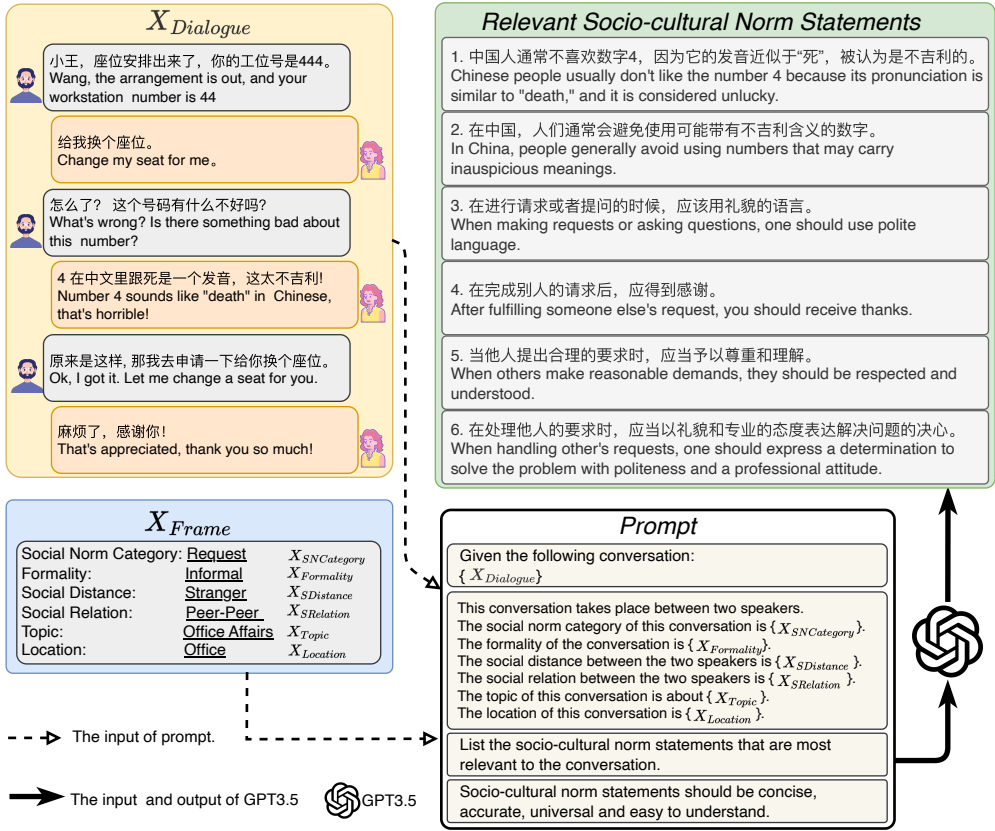 X_Dialogue
小王，座位安排出来了，你的工位号是444。
Wang, the arrangement is out, and your
workstation number is 44
给我换个座位。
Change my seat for me。
怎么了？ 这个号码有什么不好吗?
What's wrong? Is there something bad about
this number?
4 在中文里跟死是一个发音，这太不吉利!
Number 4 sounds like "death" in Chinese,
that's horrible!
原来是这样, 那我去申请一下给你换个座位。
Ok, I got it. Let me change a seat for you.
麻烦了，感谢你！
That's appreciated, thank you so much!
X_Frame
Social Norm Category: Request X_SNCategory
Formality: Informal X_Formality
Social Distance: Stranger X_SDistance
Social Relation: Peer-Peer X_SRelation
Topic: Office Affairs X_Topic
Location: Office X_Location
The input of prompt.
The input and output of GPT3.5
GPT3.5
Relevant Socio-cultural Norm Statements
1. 中国人通常不喜欢数字4，因为它的发音近似于“死”，被认为是不吉利的。
Chinese people usually don't like the number 4 because its pronunciation is
similar to "death," and it is considered unlucky.
2. 在中国，人们通常会避免使用可能带有不吉利含义的数字。
In China, people generally avoid using numbers that may carry
inauspicious meanings.
3. 在进行请求或者提问的时候，应该用礼貌的语言。
When making requests or asking questions, one should use polite
language.
4. 在完成别人的请求后，应得到感谢。
After fulfilling someone else's request, you should receive thanks.
5. 当他人提出合理的要求时，应当予以尊重和理解。
When others make reasonable demands, they should be respected and
understood.
6. 在处理他人的要求时，应当以礼貌和专业的态度表达解决问题的决心。
When handling other's requests, one should express a determination to
solve the problem with politeness and a professional attitude.
Prompt
Given the following conversation:
{ X_Dialogue}
This conversation takes place between two speakers.
The social norm category of this conversation is { X_SNCategory }.
The formality of the conversation is { X_Formality }.
The social distance between the two speakers is { X_SDistance }.
The social relation between the two speakers is { X_SRelation }.
The topic of this conversation is about { X_Topic }.
The location of this conversation is { X_Location }.
List the socio-cultural norm statements that are most
relevant to the conversation.
Socio-cultural norm statements should be concise,
accurate, universal and easy to understand.